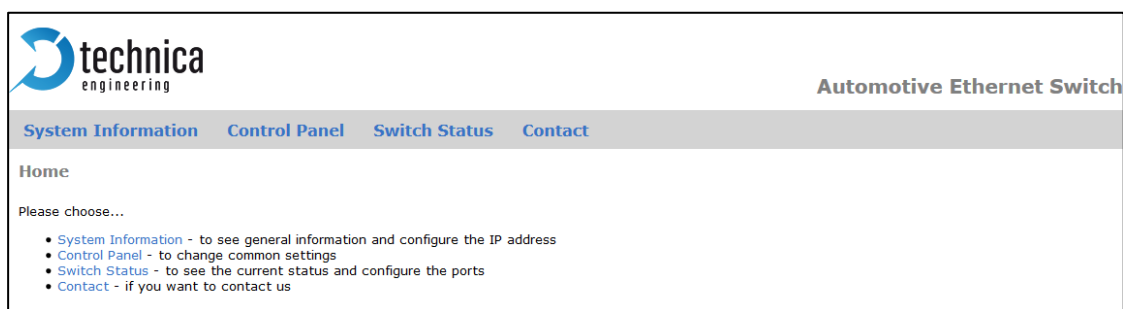 technica
engineering
Automotive Ethernet Switch
System Information Control Panel Switch Status Contact
Home
Please choose...
• System Information - to see general information and configure the IP address
• Control Panel - to change common settings
• Switch Status - to see the current status and configure the ports
• Contact - if you want to contact us